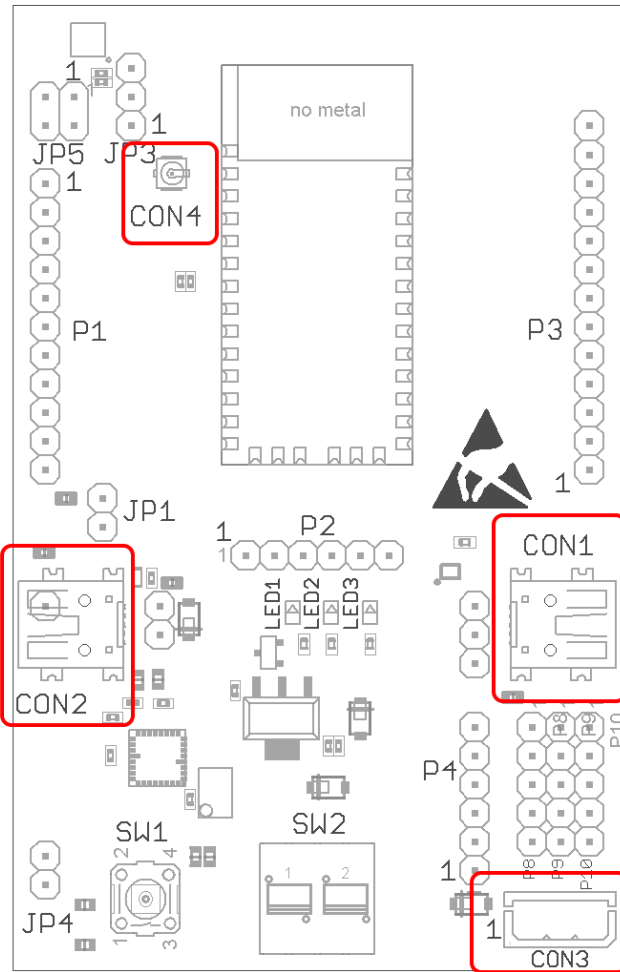 1
1
JP5
JP3
1
no metal
1
CON4
P1
P3
1
JP1
1
P2
1
CON1
LED1
LED2
LED3
CON2
P8
P9
P10
P4
SW1
SW2
2
4
1
2
1
P8
P9
P10
JP4
1
3
1
CON3